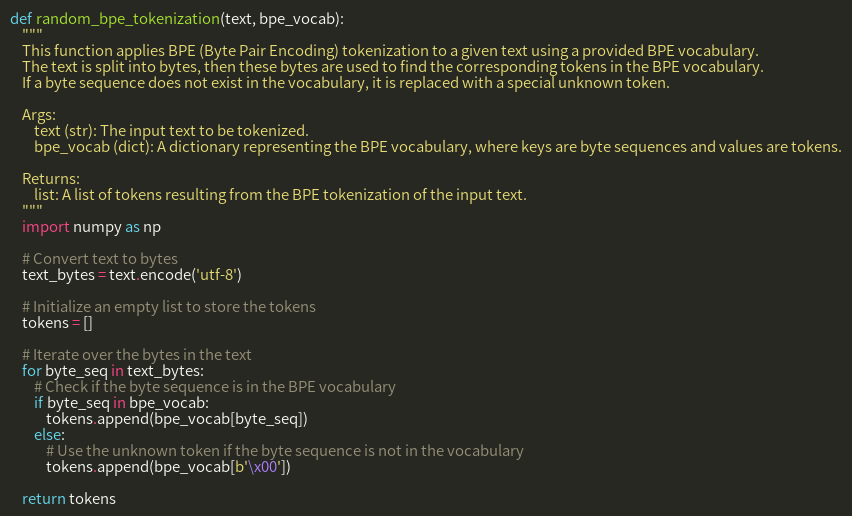 def random_bpe_tokenization(text, bpe_vocab):
"""
This function applies BPE (Byte Pair Encoding) tokenization to a given text using a provided BPE vocabulary.
The text is split into bytes, then these bytes are used to find the corresponding tokens in the BPE vocabulary.
If a byte sequence does not exist in the vocabulary, it is replaced with a special unknown token.
Args:
text (str): The input text to be tokenized.
bpe_vocab (dict): A dictionary representing the BPE vocabulary, where keys are byte sequences and values are tokens.
Returns:
list: A list of tokens resulting from the BPE tokenization of the input text.
"""
import numpy as np
# Convert text to bytes
text_bytes = text.encode('utf-8')
# Initialize an empty list to store the tokens
tokens = []
# Iterate over the bytes in the text
for byte_seq in text_bytes:
# Check if the byte sequence is in the BPE vocabulary
if byte_seq in bpe_vocab:
tokens.append(bpe_vocab[byte_seq])
else:
# Use the unknown token if the byte sequence is not in the vocabulary
tokens.append(bpe_vocab[b'\x00'])
return tokens